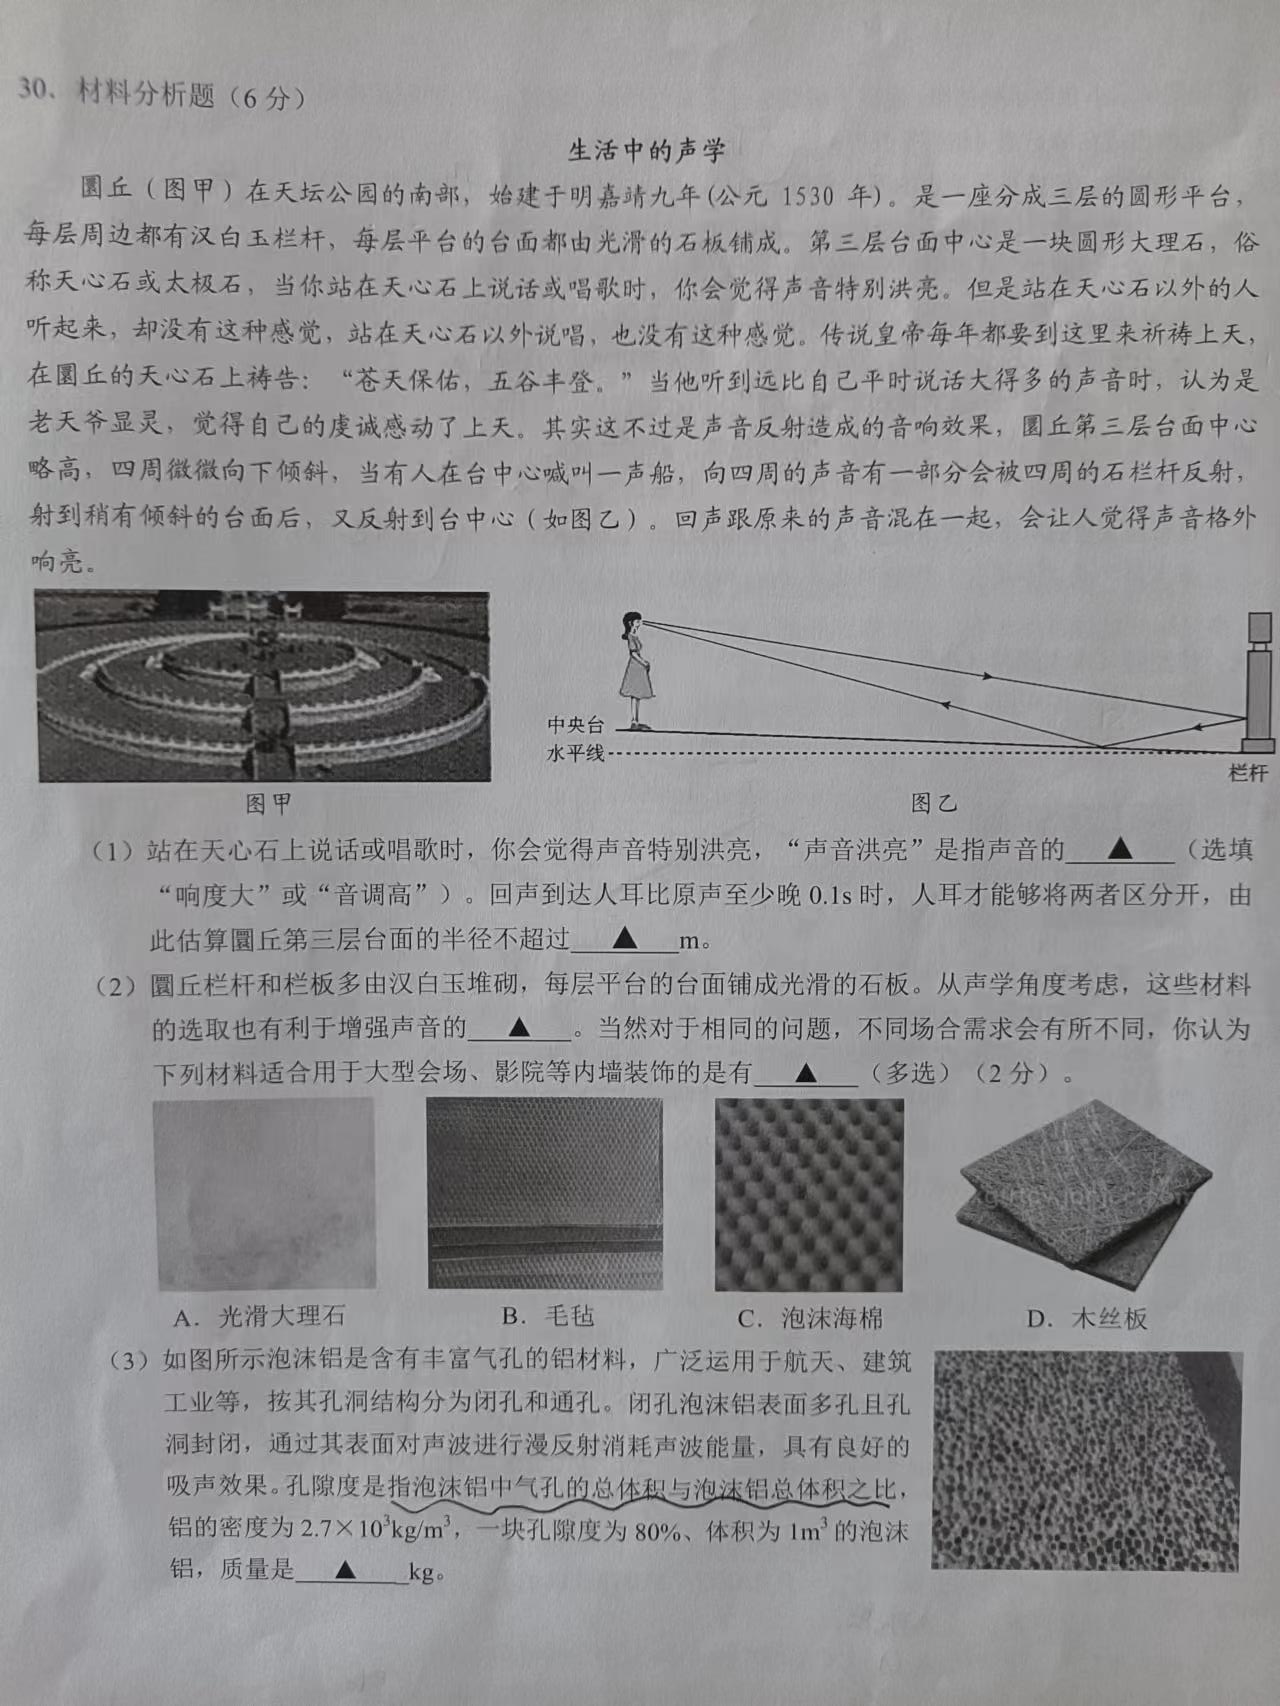 30、材料分析题（6 分）
生活中的声学
圜丘（图甲）在天坛公园的南部，始建于明嘉靖九年(公元 1530 年)。是一座分成三层的圆形平台，
每层周边都有汉白玉栏杆，每层平台的台面都由光滑的石板铺成。第三层台面中心是一块圆形大理石，俗
称天心石或太极石，当你站在天心石上说话或唱歌时，你会觉得声音特别洪亮。但是站在天心石以外的人
听起来，却没有这种感觉，站在天心石以外说唱，也没有这种感觉。传说皇帝每年都要到这里来祈祷上天，
在圜丘的天心石上祷告：“苍天保佑，五谷丰登。”当他听到远比自己平时说话大得多的声音时，认为是
老天爷显灵，觉得自己的虔诚感动了上天。其实这不过是声音反射造成的音响效果，圜丘第三层台面中心
略高，四周微微向下倾斜，当有人在台中心喊叫一声船，向四周的声音有一部分会被四周的石栏杆反射，
射到稍有倾斜的台面后，又反射到台中心（如图乙）。回声跟原来的声音混在一起，会让人觉得声音格外
响亮。
中央台
水平线
栏杆
图甲
图乙
（1）站在天心石上说话或唱歌时，你会觉得声音特别洪亮，“声音洪亮”是指声音的____▲____（选填
“响度大”或“音调高”）。回声到达人耳比原声至少晚 0.1s 时，人耳才能够将两者区分开，由
此估算圜丘第三层台面的半径不超过____▲____m。
（2）圜丘栏杆和栏板多由汉白玉堆砌，每层平台的台面铺成光滑的石板。从声学角度考虑，这些材料
的选取也有利于增强声音的____▲____。当然对于相同的问题，不同场合需求会有所不同，你认为
下列材料适合用于大型会场、影院等内墙装饰的是有____▲____（多选）（2 分）。
A．光滑大理石
B．毛毡
C．泡沫海棉
D．木丝板
（3）如图所示泡沫铝是含有丰富气孔的铝材料，广泛运用于航天、建筑
工业等，按其孔洞结构分为闭孔和通孔。闭孔泡沫铝表面多孔且孔
洞封闭，通过其表面对声波进行漫反射消耗声波能量，具有良好的
吸声效果。孔隙度是指泡沫铝中气孔的总体积与泡沫铝总体积之比，
铝的密度为 2.7×10³kg/m³，一块孔隙度为 80%、体积为 1m³ 的泡沫
铝，质量是____▲____kg。